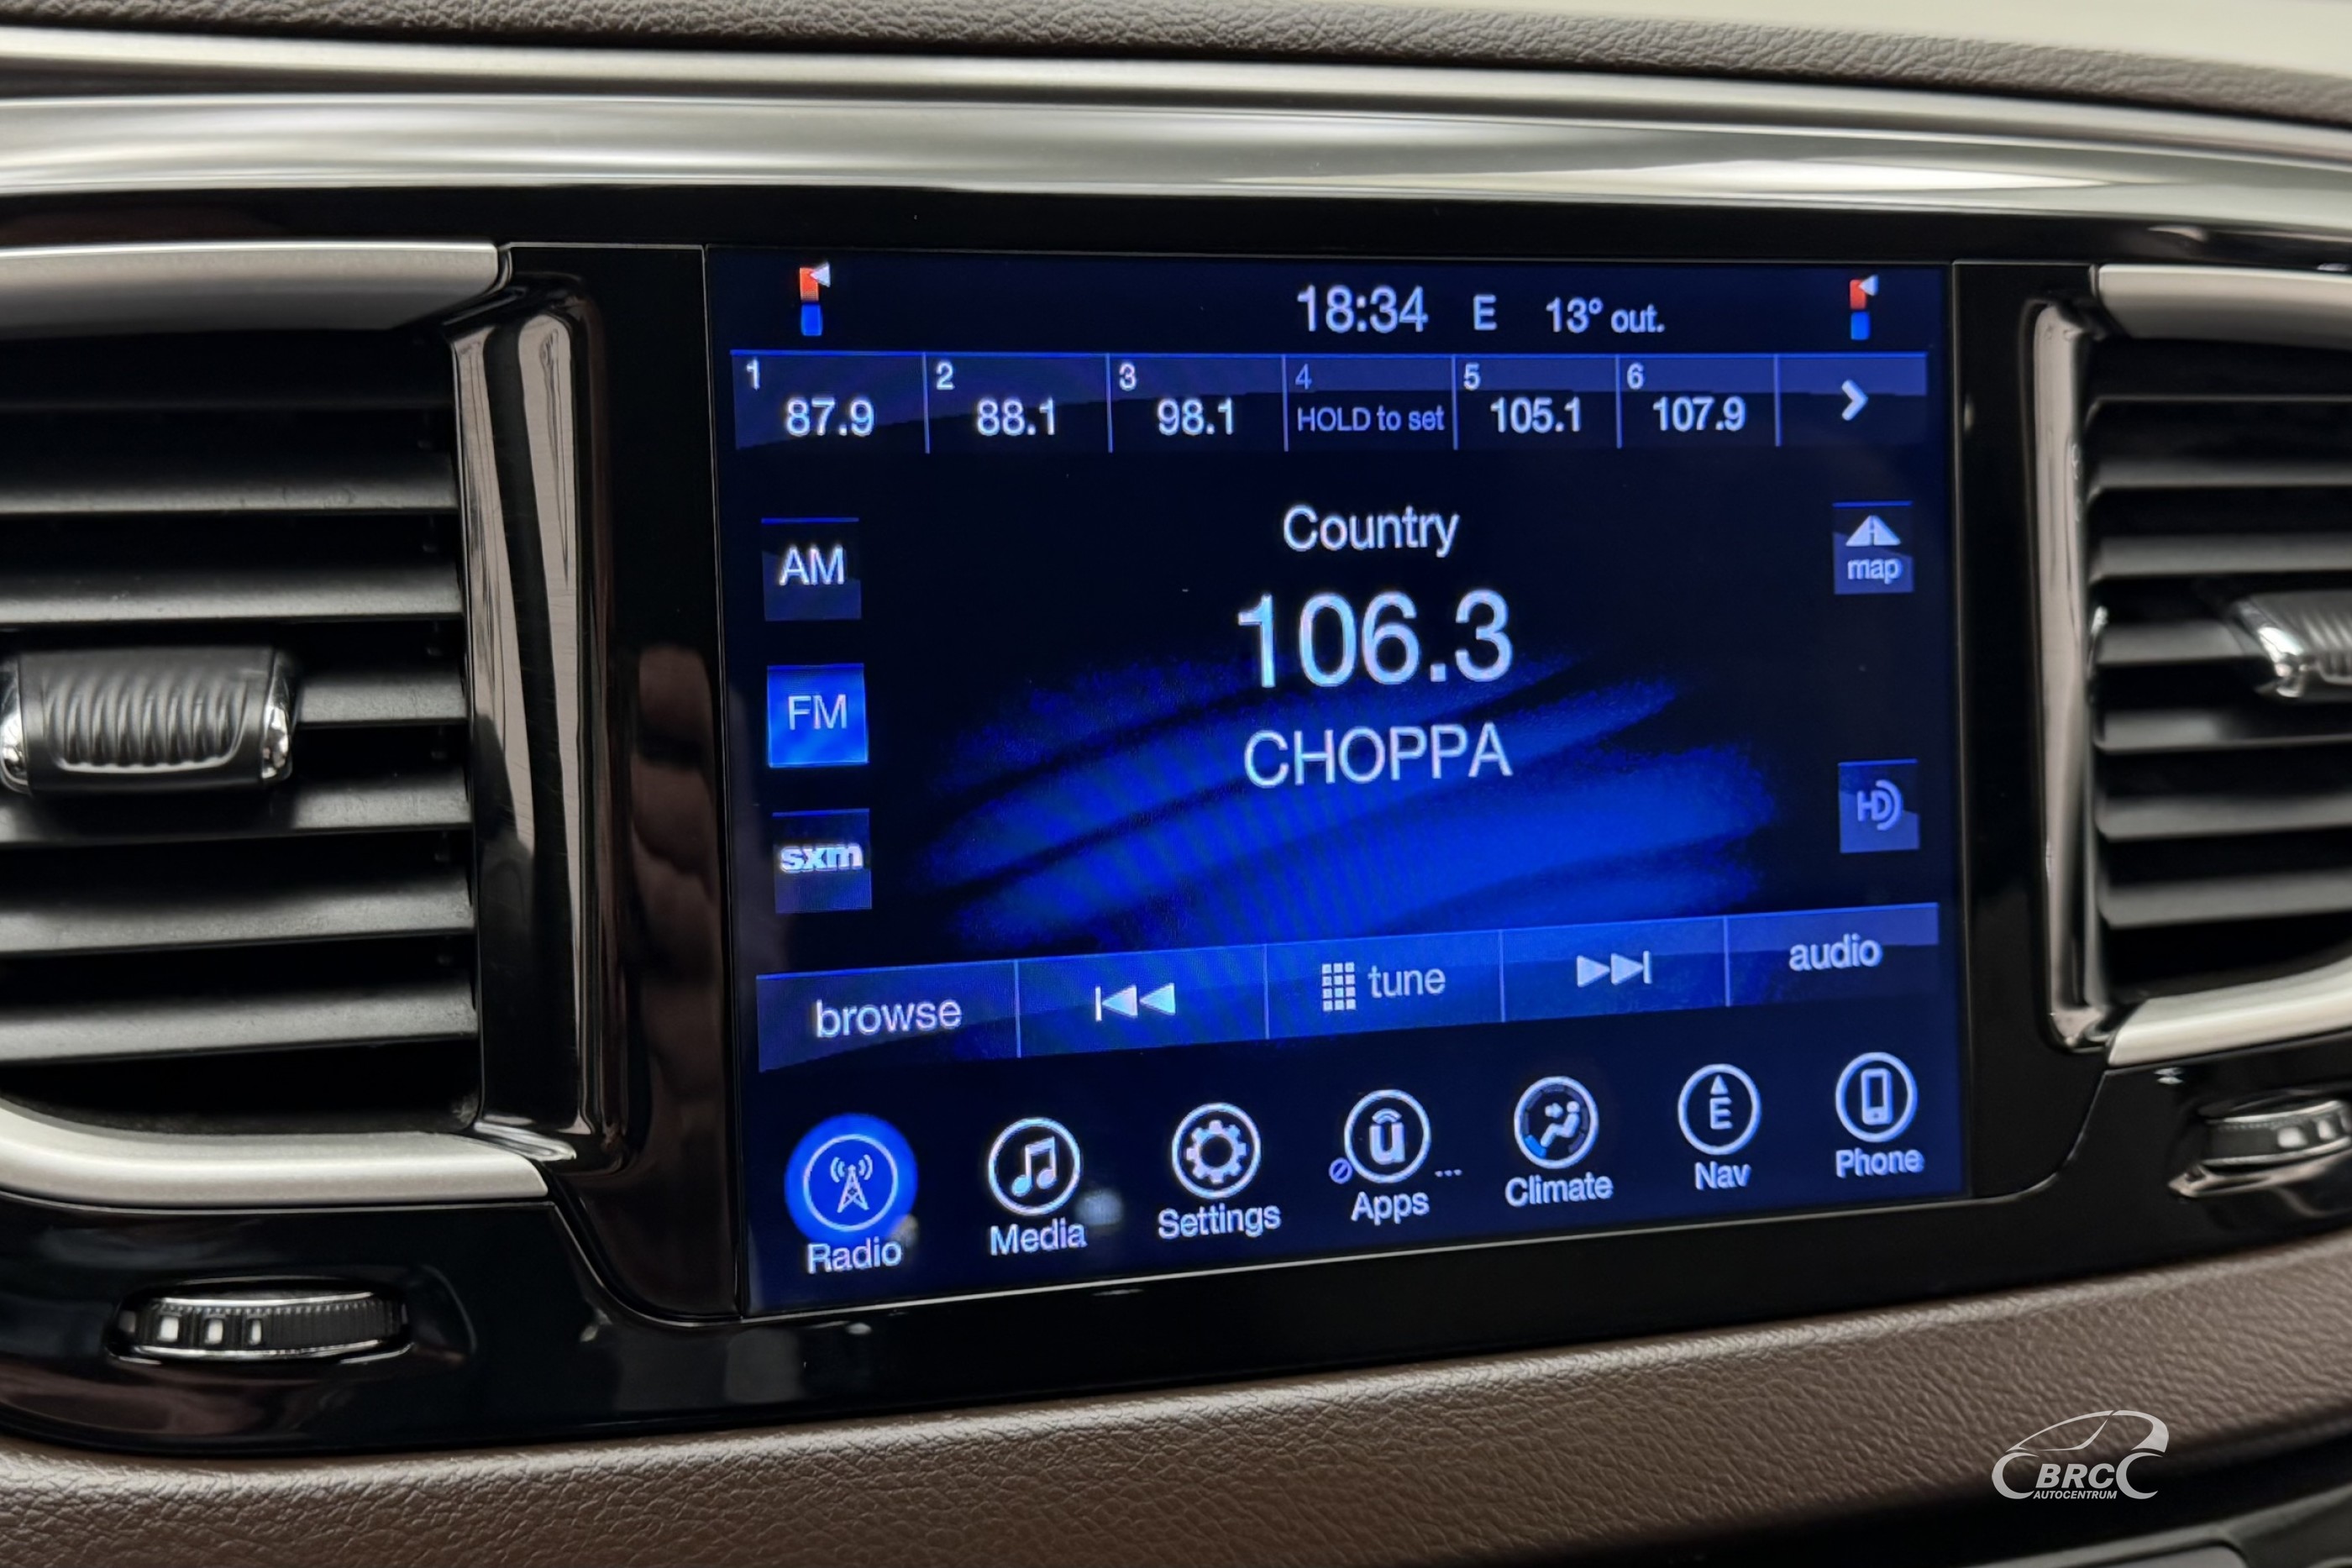 18:34 E 13° out.
1 87.9 2 88.1 3 98.1 4 HOLD to set 5 105.1 6 107.9
Country
AM
map
106.3
FM
CHOPPA
HD
sxm
browse tune audio
Radio Media Settings Apps Climate Nav Phone
u E
BRC
AUTOCENTRUM